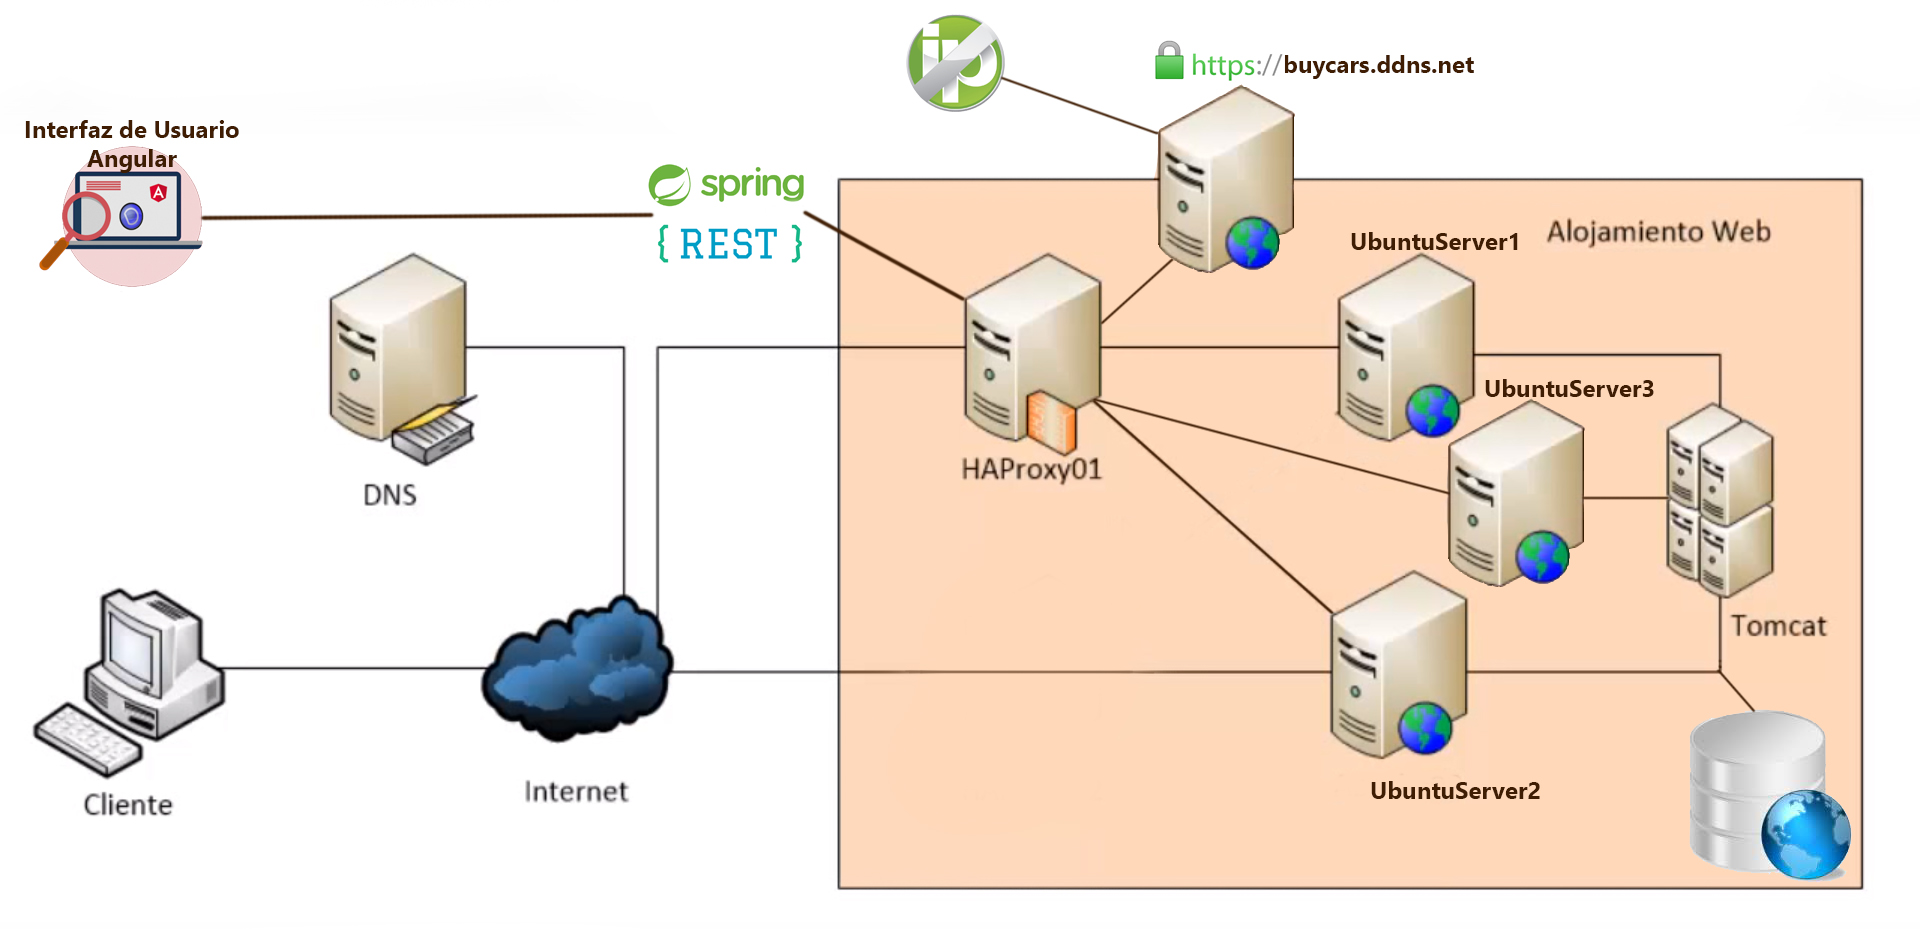 ip
https://buycars.ddns.net
Interfaz de Usuario
Angular
A
spring
{ REST }
UbuntuServer1
Alojamiento Web
UbuntuServer3
HAProxy01
DNS
Tomcat
Internet
Cliente
UbuntuServer2